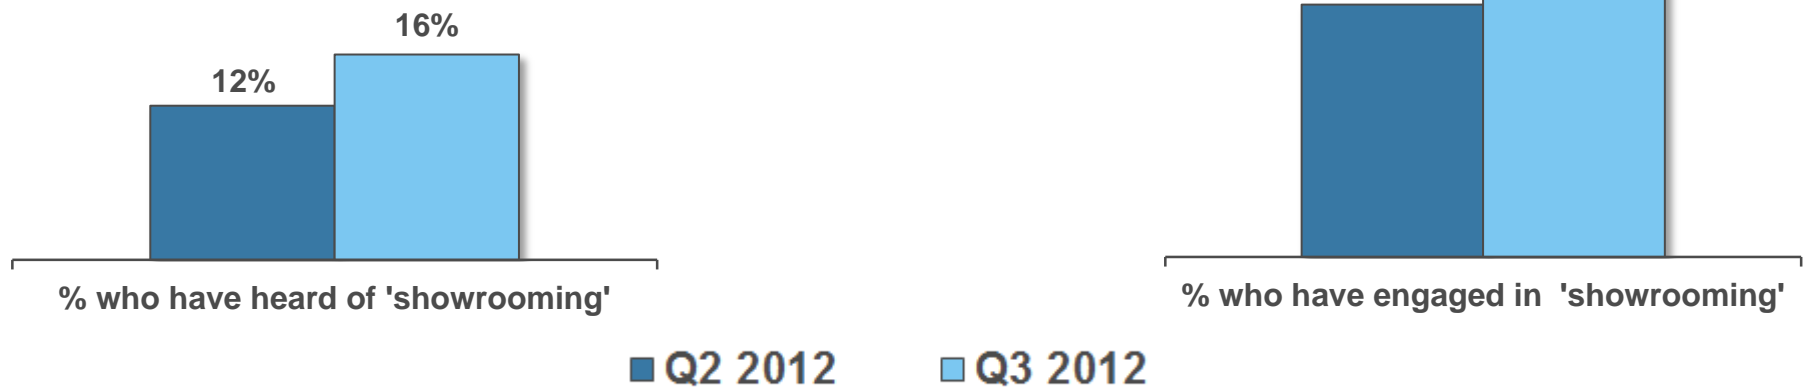 16%
12%
% who have heard of 'showrooming'
% who have engaged in 'showrooming'
Q2 2012
Q3 2012